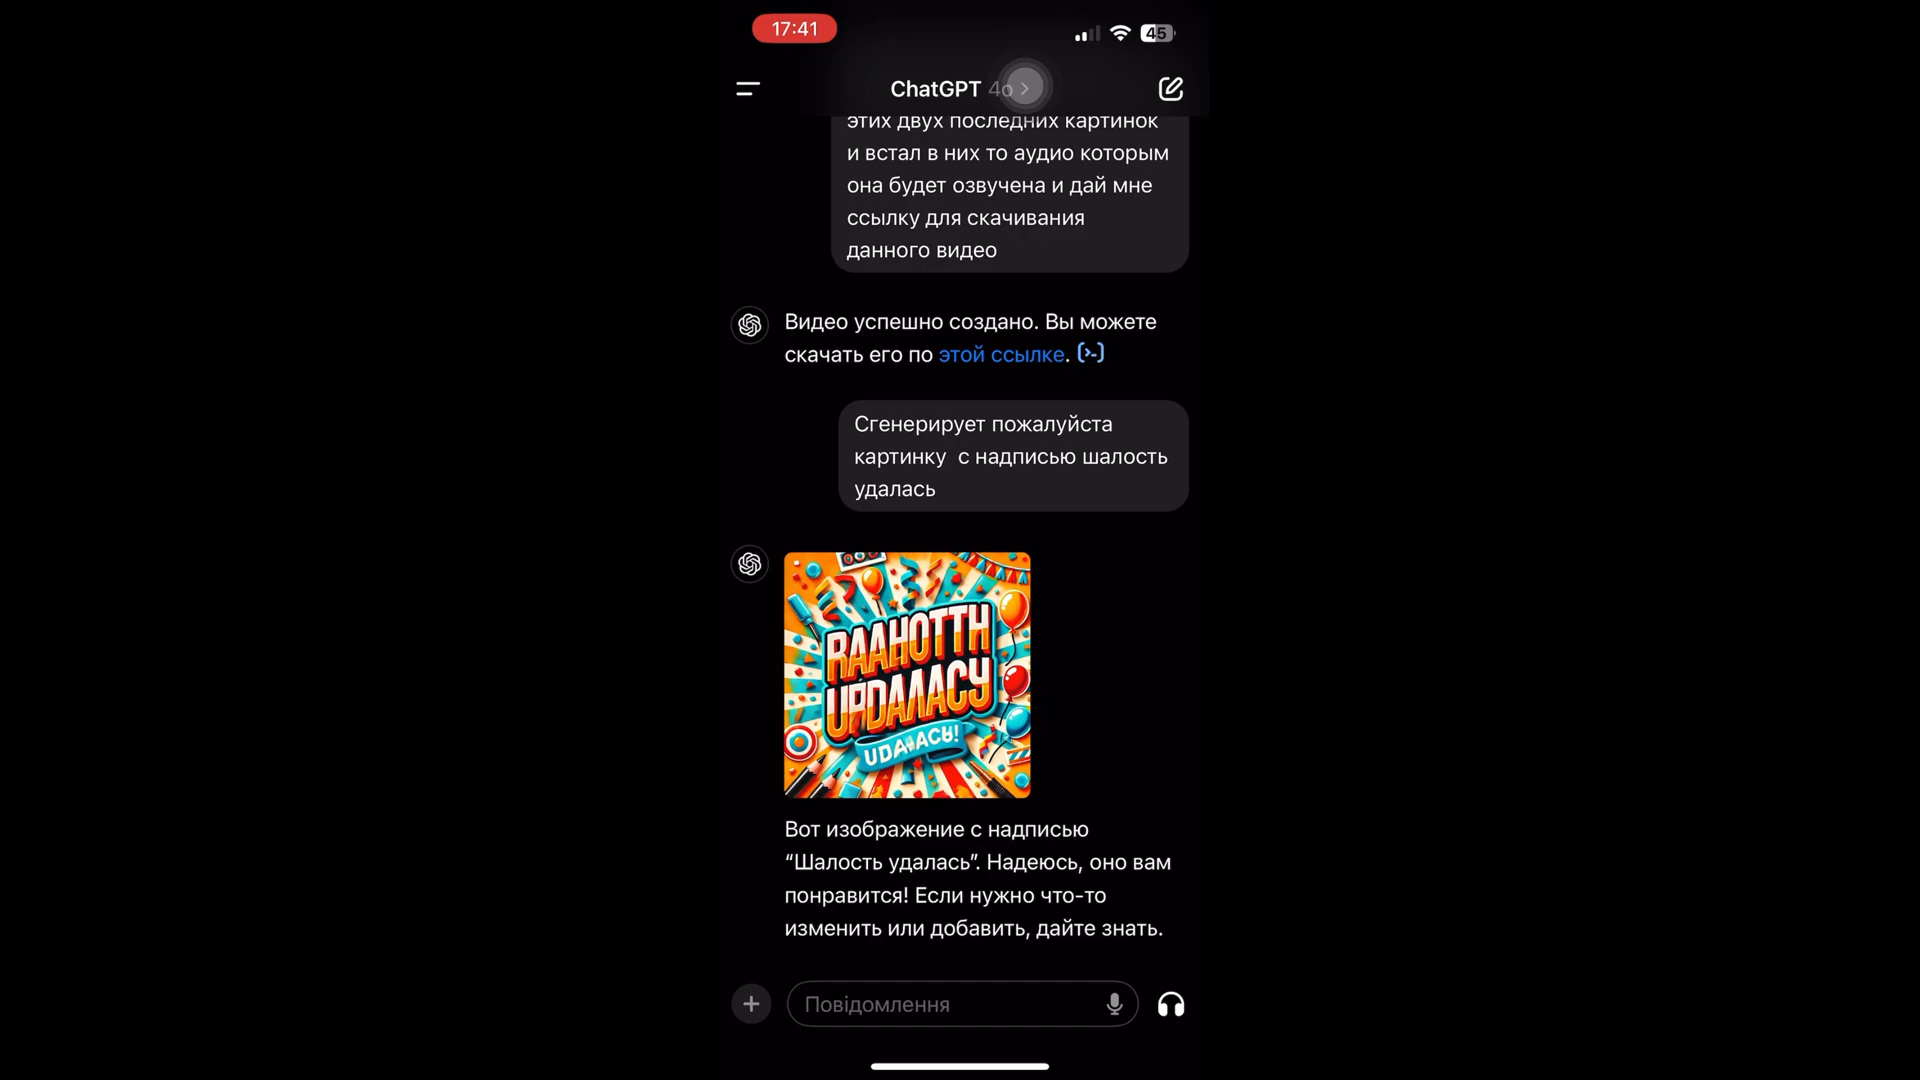 17:41
45
ChatGPT 4o >
этих двух последних картинок
и встал в них то аудио которым
она будет озвучена и дай мне
ссылку для скачивания
данного видео
Видео успешно создано. Вы можете
скачать его по этой ссылке.
Сгенерирует пожалуйста
картинку с надписью шалость
удалась
RAAHOTTH
UPDAЛACY
UDAᴧACЫ!
Вот изображение с надписью
“Шалость удалась”. Надеюсь, оно вам
понравится! Если нужно что-то
изменить или добавить, дайте знать.
Повідомлення